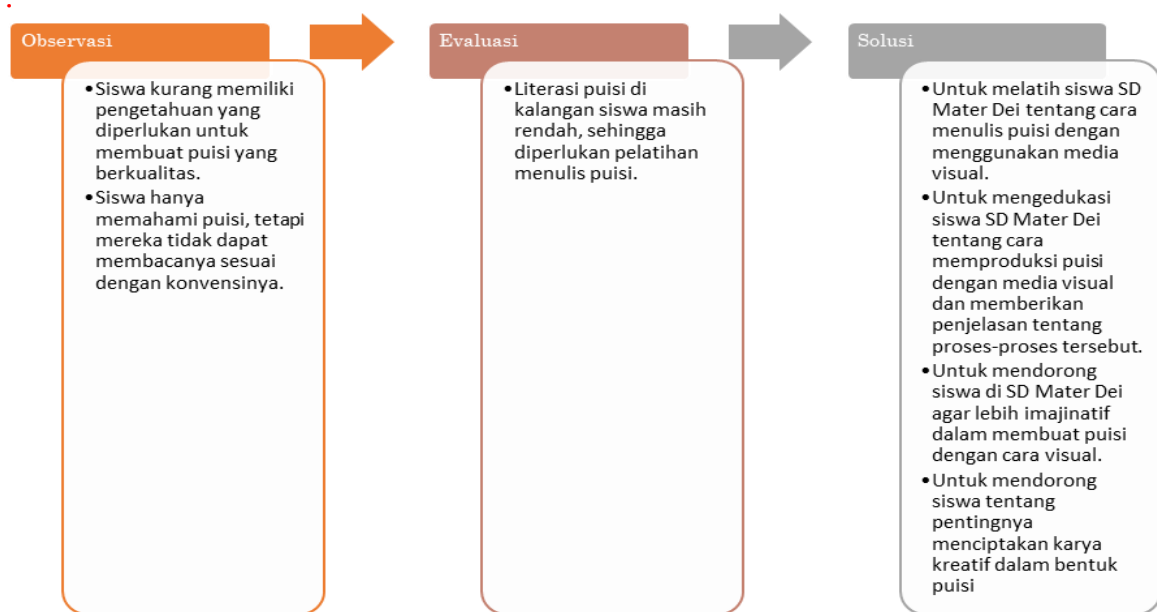 Observasi
•Siswa kurang memiliki
pengetahuan yang
diperlukan untuk
membuat puisi yang
berkualitas.
•Siswa hanya
memahami puisi, tetapi
mereka tidak dapat
membacanya sesuai
dengan konvensinya.
Evaluasi
•Literasi puisi di
kalangan siswa masih
rendah, sehingga
diperlukan pelatihan
menulis puisi.
Solusi
•Untuk melatih siswa SD
Mater Dei tentang cara
menulis puisi dengan
menggunakan media
visual.
•Untuk mengedukasi
siswa SD Mater Dei
tentang cara
memproduksi puisi
dengan media visual
dan memberikan
penjelasan tentang
proses-proses tersebut.
•Untuk mendorong
siswa di SD Mater Dei
agar lebih imajinatif
dalam membuat puisi
dengan cara visual.
•Untuk mendorong
siswa tentang
pentingnya
menciptakan karya
kreatif dalam bentuk
puisi